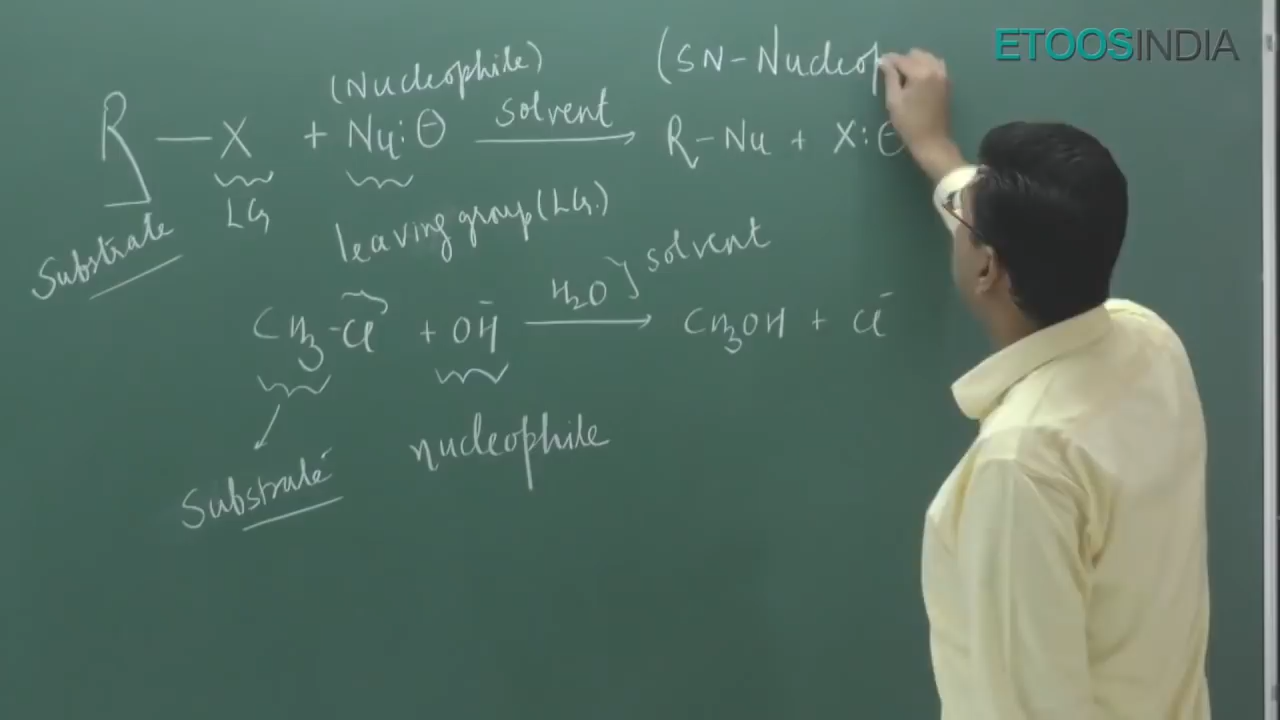 ETOOSINDIA
(Nucleophile) (SN-Nucleop
R — X + Nu:⊖ solvent R-Nu + X:⊖
LG
Substrate leaving group (LG.)
CH3-Cl + OH⁻ H2O } solvent CH3OH + Cl⁻
Substrate nucleophile